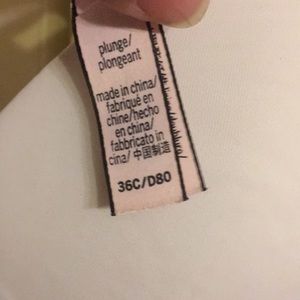 plunge/
plongeant
made in china/
fabriqué en
chine/hecho
en china/
fabbricato in
cina/ 中国制造
36C/D80